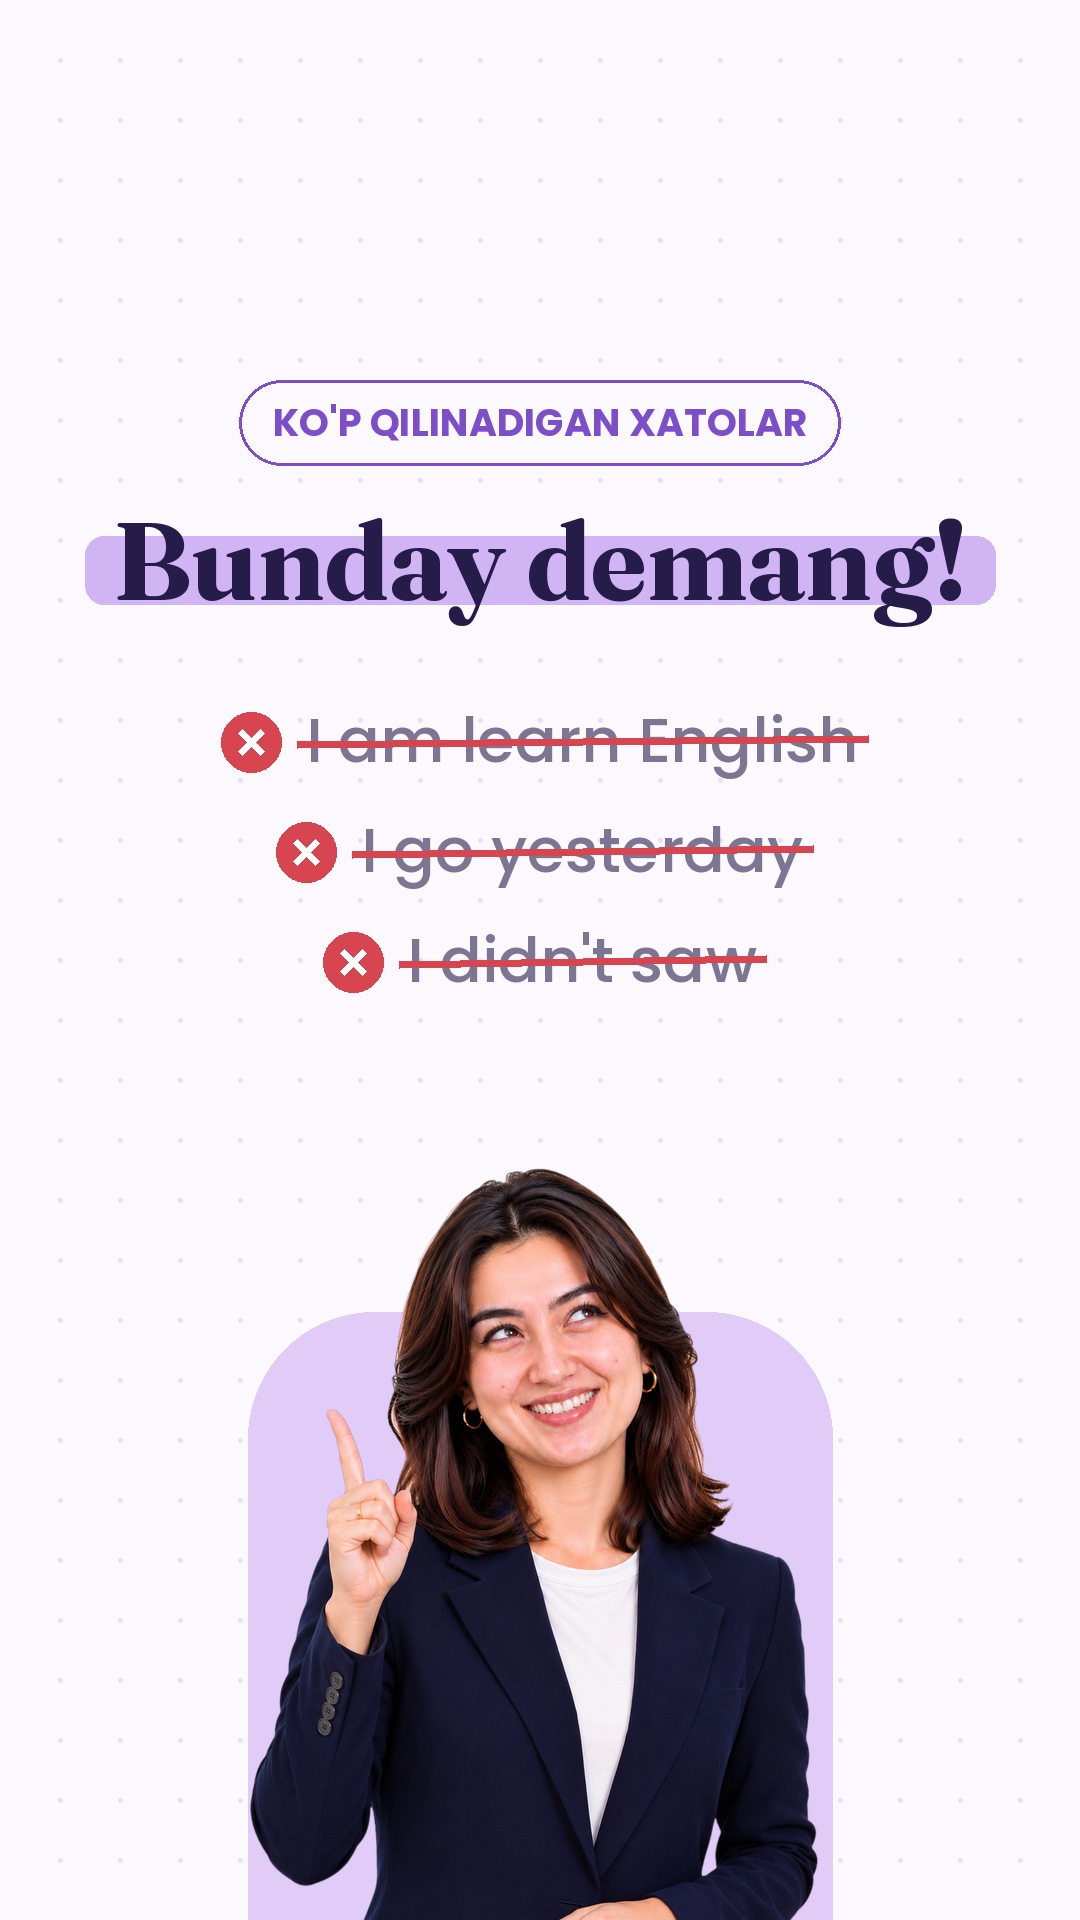 KO'P QILINADIGAN XATOLAR
Bunday demang!
I am learn English
I go yesterday
I didn't saw